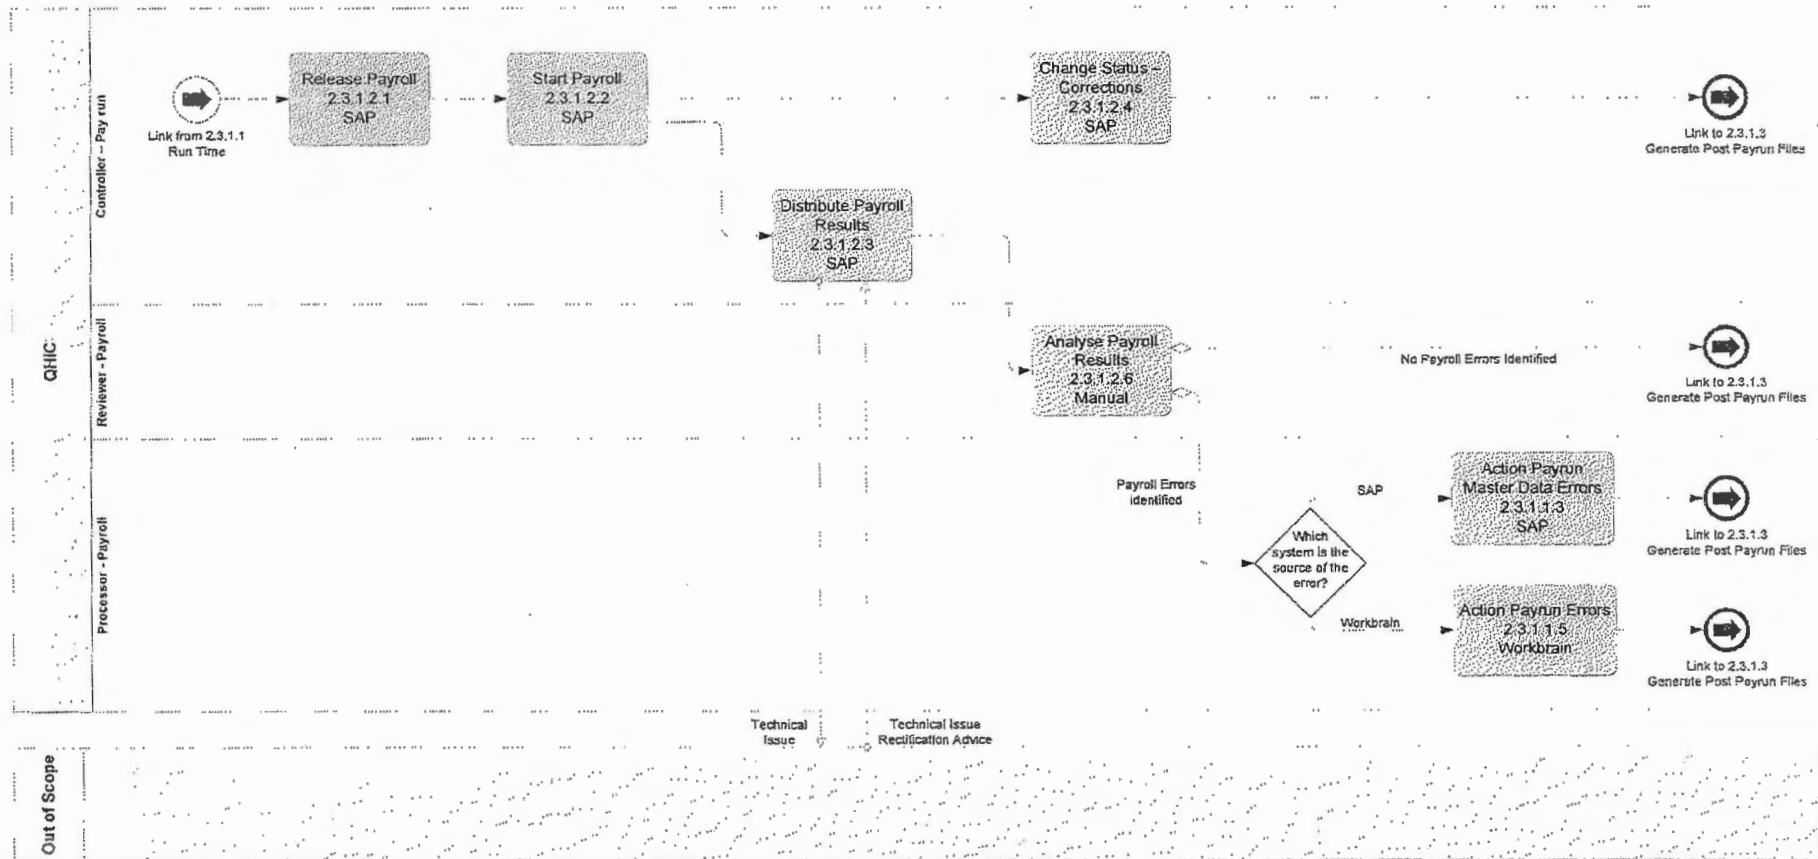 QHIC
Controller – Pay run
Link from 2.3.1.1
Run Time
Release Payroll
2.3.1.2.1
SAP
Start Payroll
2.3.1.2.2
SAP
Change Status –
Corrections
2.3.1.2.4
SAP
Link to 2.3.1.3
Generate Post Payrun Files
Distribute Payroll
Results
2.3.1.2.3
SAP
Reviewer - Payroll
Analyse Payroll
Results
2.3.1.2.6
Manual
No Payroll Errors Identified
Link to 2.3.1.3
Generate Post Payrun Files
Processor - Payroll
Payroll Errors
identified
Which
system is the
source of the
error?
SAP
Action Payrun
Master Data Errors
2.3.1.1.3
SAP
Link to 2.3.1.3
Generate Post Payrun Files
Workbrain
Action Payrun Errors
2.3.1.1.5
Workbrain
Link to 2.3.1.3
Generate Post Payrun Files
Technical
Issue
Technical Issue
Rectification Advice
Out of Scope